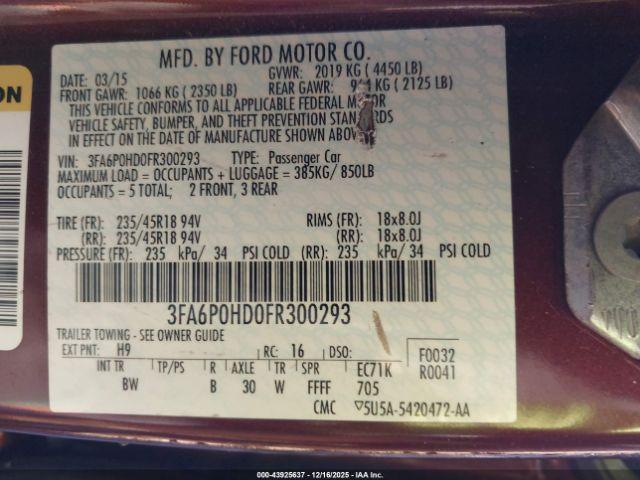 ON
MFD. BY FORD MOTOR CO.
DATE: 03/15 GVWR: 2019 KG ( 4450 LB)
FRONT GAWR: 1066 KG ( 2350 LB) REAR GAWR: KG ( 2125 LB)
THIS VEHICLE CONFORMS TO ALL APPLICABLE FEDERAL MOTOR
VEHICLE SAFETY, BUMPER, AND THEFT PREVENTION STANDARDS
IN EFFECT ON THE DATE OF MANUFACTURE SHOWN ABOVE
VIN: 3FA6P0HD0FR300293 TYPE: Passenger Car
MAXIMUM LOAD = OCCUPANTS + LUGGAGE = 385KG/ 850LB
OCCUPANTS = 5 TOTAL; 2 FRONT, 3 REAR
TIRE (FR): 235/45R18 94V RIMS (FR): 18x8.0J
(RR): 235/45R18 94V (RR): 18x8.0J
PRESSURE (FR): 235 kPa/ 34 PSI COLD (RR): 235 kPa/ 34 PSI COLD
3FA6P0HD0FR300293
TRAILER TOWING - SEE OWNER GUIDE
EXT PNT: H9 RC: 16 DSO: F0032
INT TR TP/PS R AXLE TR SPR EC71K R0041
BW B 30 W FFFF 705
CMC ▽5U5A-5420472-AA
000-43925637 - 12/16/2025 - IAA Inc.